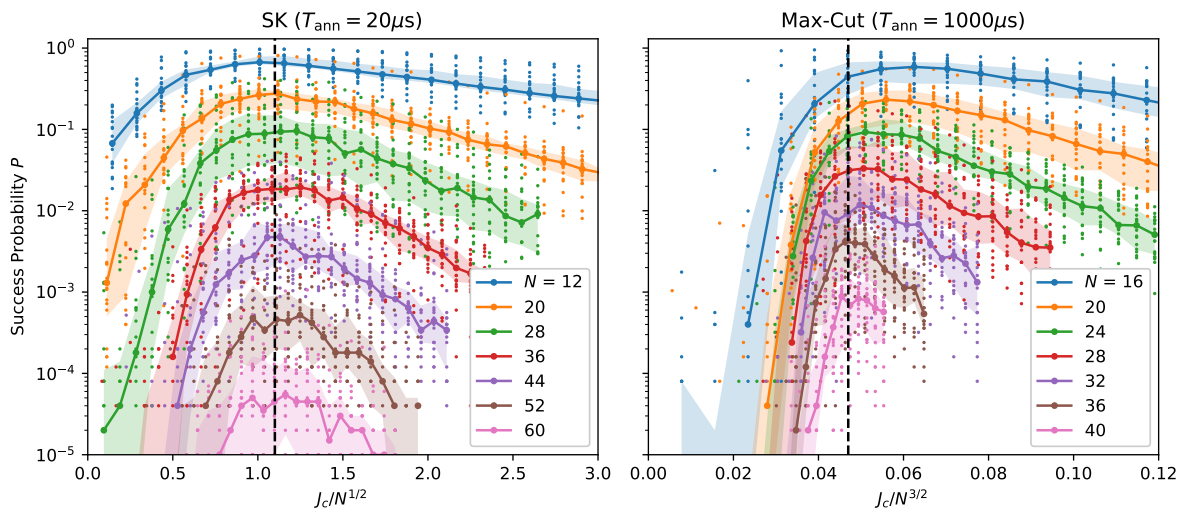 SK (T_ann = 20μs)
Success Probability P
10^0
10^−1
10^−2
10^−3
10^−4
10^−5
0.0 0.5 1.0 1.5 2.0 2.5 3.0
J_c/N^1/2
N = 12
20
28
36
44
52
60
Max-Cut (T_ann = 1000μs)
0.00 0.02 0.04 0.06 0.08 0.10 0.12
J_c/N^3/2
N = 16
20
24
28
32
36
40